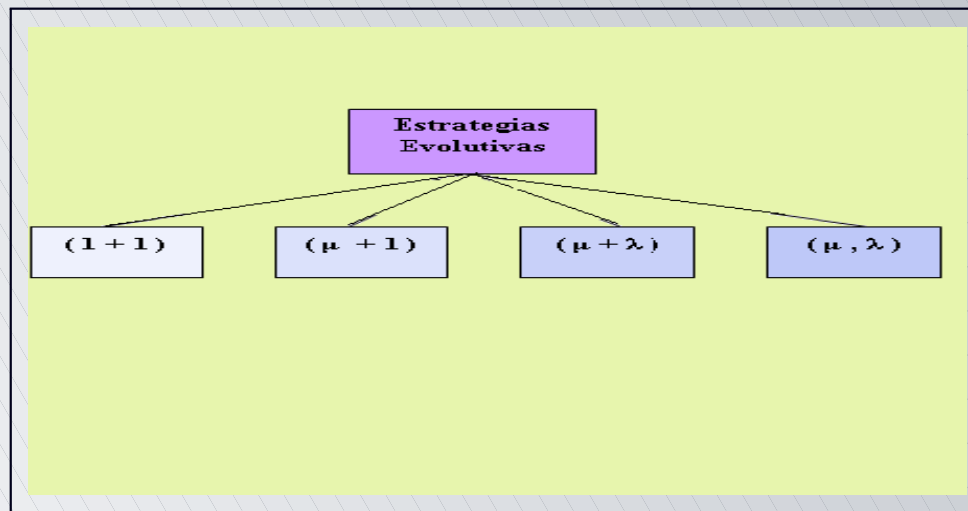 Estrategias
Evolutivas
(1 + 1)
(μ + 1)
(μ + λ)
(μ , λ)